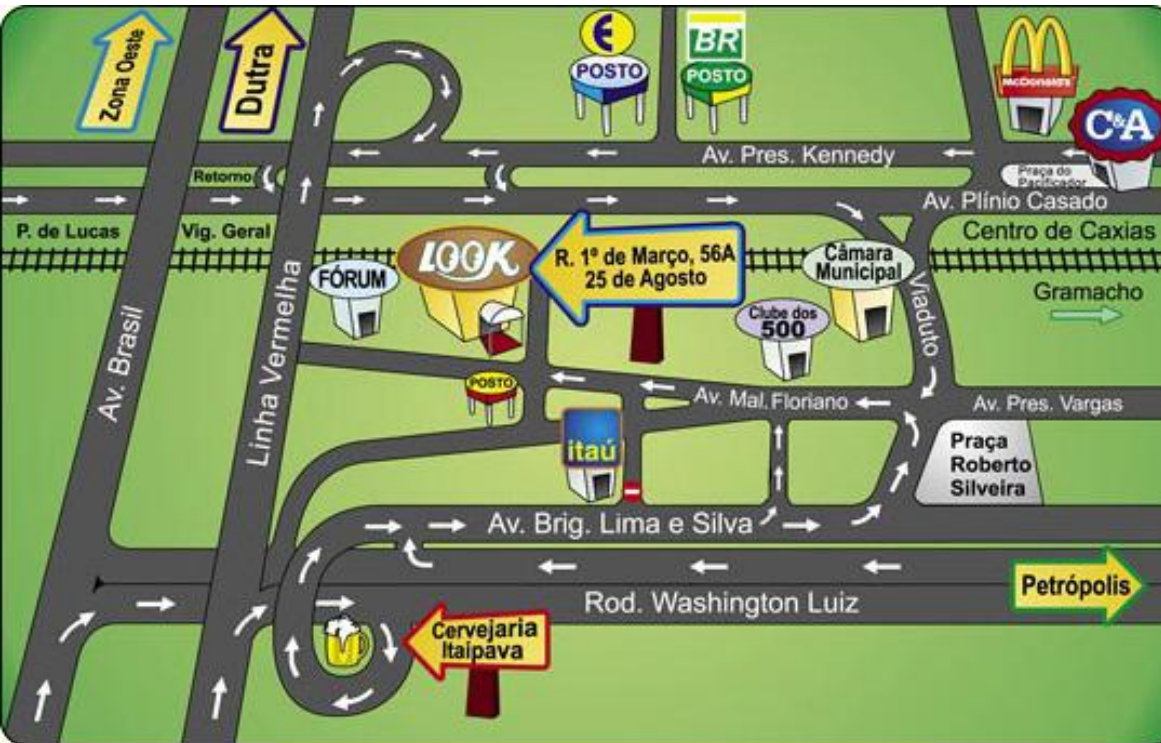 Zona Oeste
Dutra
E
POSTO
BR
POSTO
McDONALD'S
C&A
Av. Pres. Kennedy
Retorno
Praça do
Pacificador
Av. Plínio Casado
P. de Lucas
Vig. Geral
Centro de Caxias
FÓRUM
LOOK
R. 1º de Março, 56A
25 de Agosto
Câmara
Municipal
Gramacho
Clube dos
500
Viaduto
Av. Brasil
Linha Vermelha
POSTO
Av. Mal. Floriano
Av. Pres. Vargas
itaú
Praça
Roberto
Silveira
Av. Brig. Lima e Silva
Rod. Washington Luiz
Petrópolis
Cervejaria
Itaipava